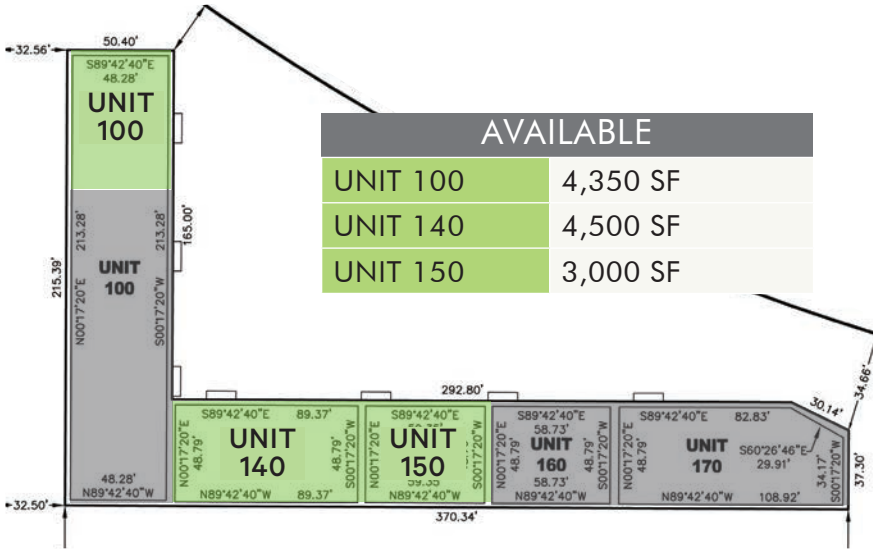 50.40'
32.56'
S89°42'40"E
48.28'
UNIT
100
AVAILABLE
UNIT 100 4,350 SF
UNIT 140 4,500 SF
UNIT 150 3,000 SF
215.39'
N00°17'20"E 213.28'
UNIT
100
S00°17'20"W 213.28'
165.00'
48.28'
N89°42'40"W
32.50'
292.80'
S89°42'40"E 89.37'
N00°17'20"E
48.79'
UNIT
140
48.79'
S00°17'20"W
N89°42'40"W 89.37'
S89°42'40"E
N00°17'20"E
48.79'
UNIT
150
S00°17'20"W
59.35
N89°42'40"W
S89°42'40"E
58.73'
N00°17'20"E
48.79'
UNIT
160
48.79'
S00°17'20"W
58.73'
N89°42'40"W
S89°42'40"E 82.83'
N00°17'20"E
48.79'
UNIT
170
S60°26'46"E
29.91'
34.17'
S00°17'20"W
N89°42'40"W 108.92'
30.14'
34.66'
37.30'
370.34'